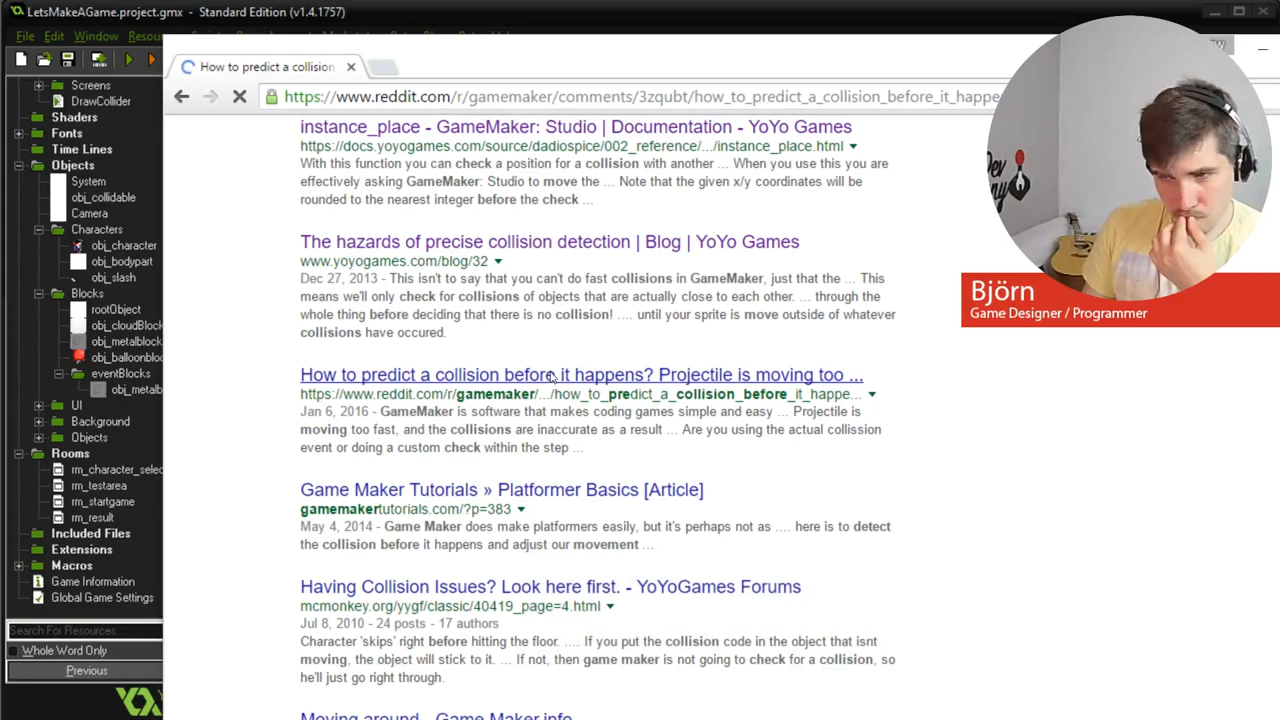 LetsMakeAGame.project.gmx - Standard Edition (v1.4.1757)
File Edit Window Resou
How to predict a collision
https://www.reddit.com/r/gamemaker/comments/3zqubt/how_to_predict_a_collision_before_it_happe
Screens
DrawCollider
Shaders
Fonts
Time Lines
Objects
System
obj_collidable
Camera
Characters
obj_character
obj_bodypart
obj_slash
Blocks
rootObject
obj_cloudBlock
obj_metalblock
obj_balloonbloc
eventBlocks
obj_metalb
UI
Background
Objects
Rooms
rm_character_selec
rm_testarea
rm_startgame
rm_result
Included Files
Extensions
Macros
Game Information
Global Game Settings
Search For Resources...
Whole Word Only
Previous
instance_place - GameMaker: Studio | Documentation - YoYo Games
https://docs.yoyogames.com/source/dadiospice/002_reference/.../instance_place.html
With this function you can check a position for a collision with another ... When you use this you are
effectively asking GameMaker: Studio to move the ... Note that the given x/y coordinates will be
rounded to the nearest integer before the check ...
The hazards of precise collision detection | Blog | YoYo Games
www.yoyogames.com/blog/32
Dec 27, 2013 - This isn't to say that you can't do fast collisions in GameMaker, just that the ... This
means we'll only check for collisions of objects that are actually close to each other. ... through the
whole thing before deciding that there is no collision! .... until your sprite is move outside of whatever
collisions have occured.
How to predict a collision before it happens? Projectile is moving too ...
https://www.reddit.com/r/gamemaker/.../how_to_predict_a_collision_before_it_happe...
Jan 6, 2016 - GameMaker is software that makes coding games simple and easy ... Projectile is
moving too fast, and the collisions are inaccurate as a result ... Are you using the actual collission
event or doing a custom check within the step ...
Game Maker Tutorials » Platformer Basics [Article]
gamemakertutorials.com/?p=383
May 4, 2014 - Game Maker does make platformers easily, but it's perhaps not as .... here is to detect
the collision before it happens and adjust our movement ...
Having Collision Issues? Look here first. - YoYoGames Forums
mcmonkey.org/yygf/classic/40419_page=4.html
Jul 8, 2010 - 24 posts - 17 authors
Character 'skips' right before hitting the floor. .... If you put the collision code in the object that isnt
moving, the object will stick to it. ... If not, then game maker is not going to check for a collision, so
he'll just go right through.
Moving around - Game Maker.info
Björn
Game Designer / Programmer